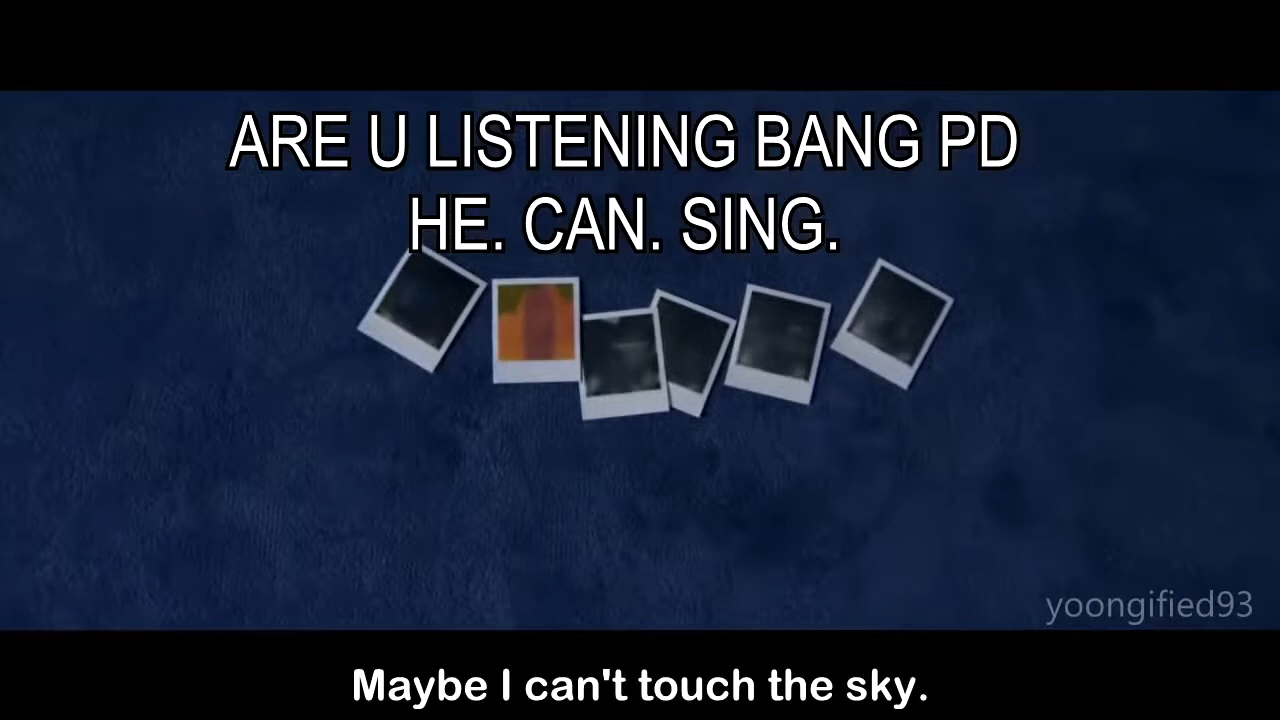 ARE U LISTENING BANG PD
HE. CAN. SING.
yoongified93
Maybe I can't touch the sky.